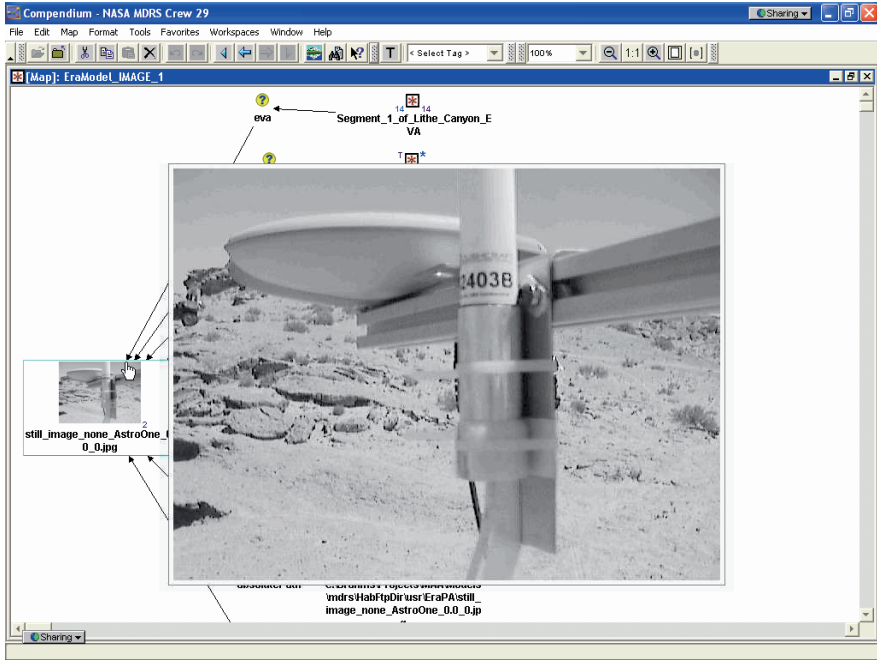 Compendium - NASA MDRS Crew 29
Sharing
File Edit Map Format Tools Favorites Workspaces Window Help
T < Select Tag > 100% 1:1
[Map]: EraModel_IMAGE_1
? 14 14
eva Segment_1_of_Lithe_Canyon_E
VA
? T *
2403B
2
still_image_none_AstroOne_
0_0.jpg
\mdrs\HabFtpDir\usr\EraPA\still_
image_none_AstroOne_0.0_0.jp
Sharing